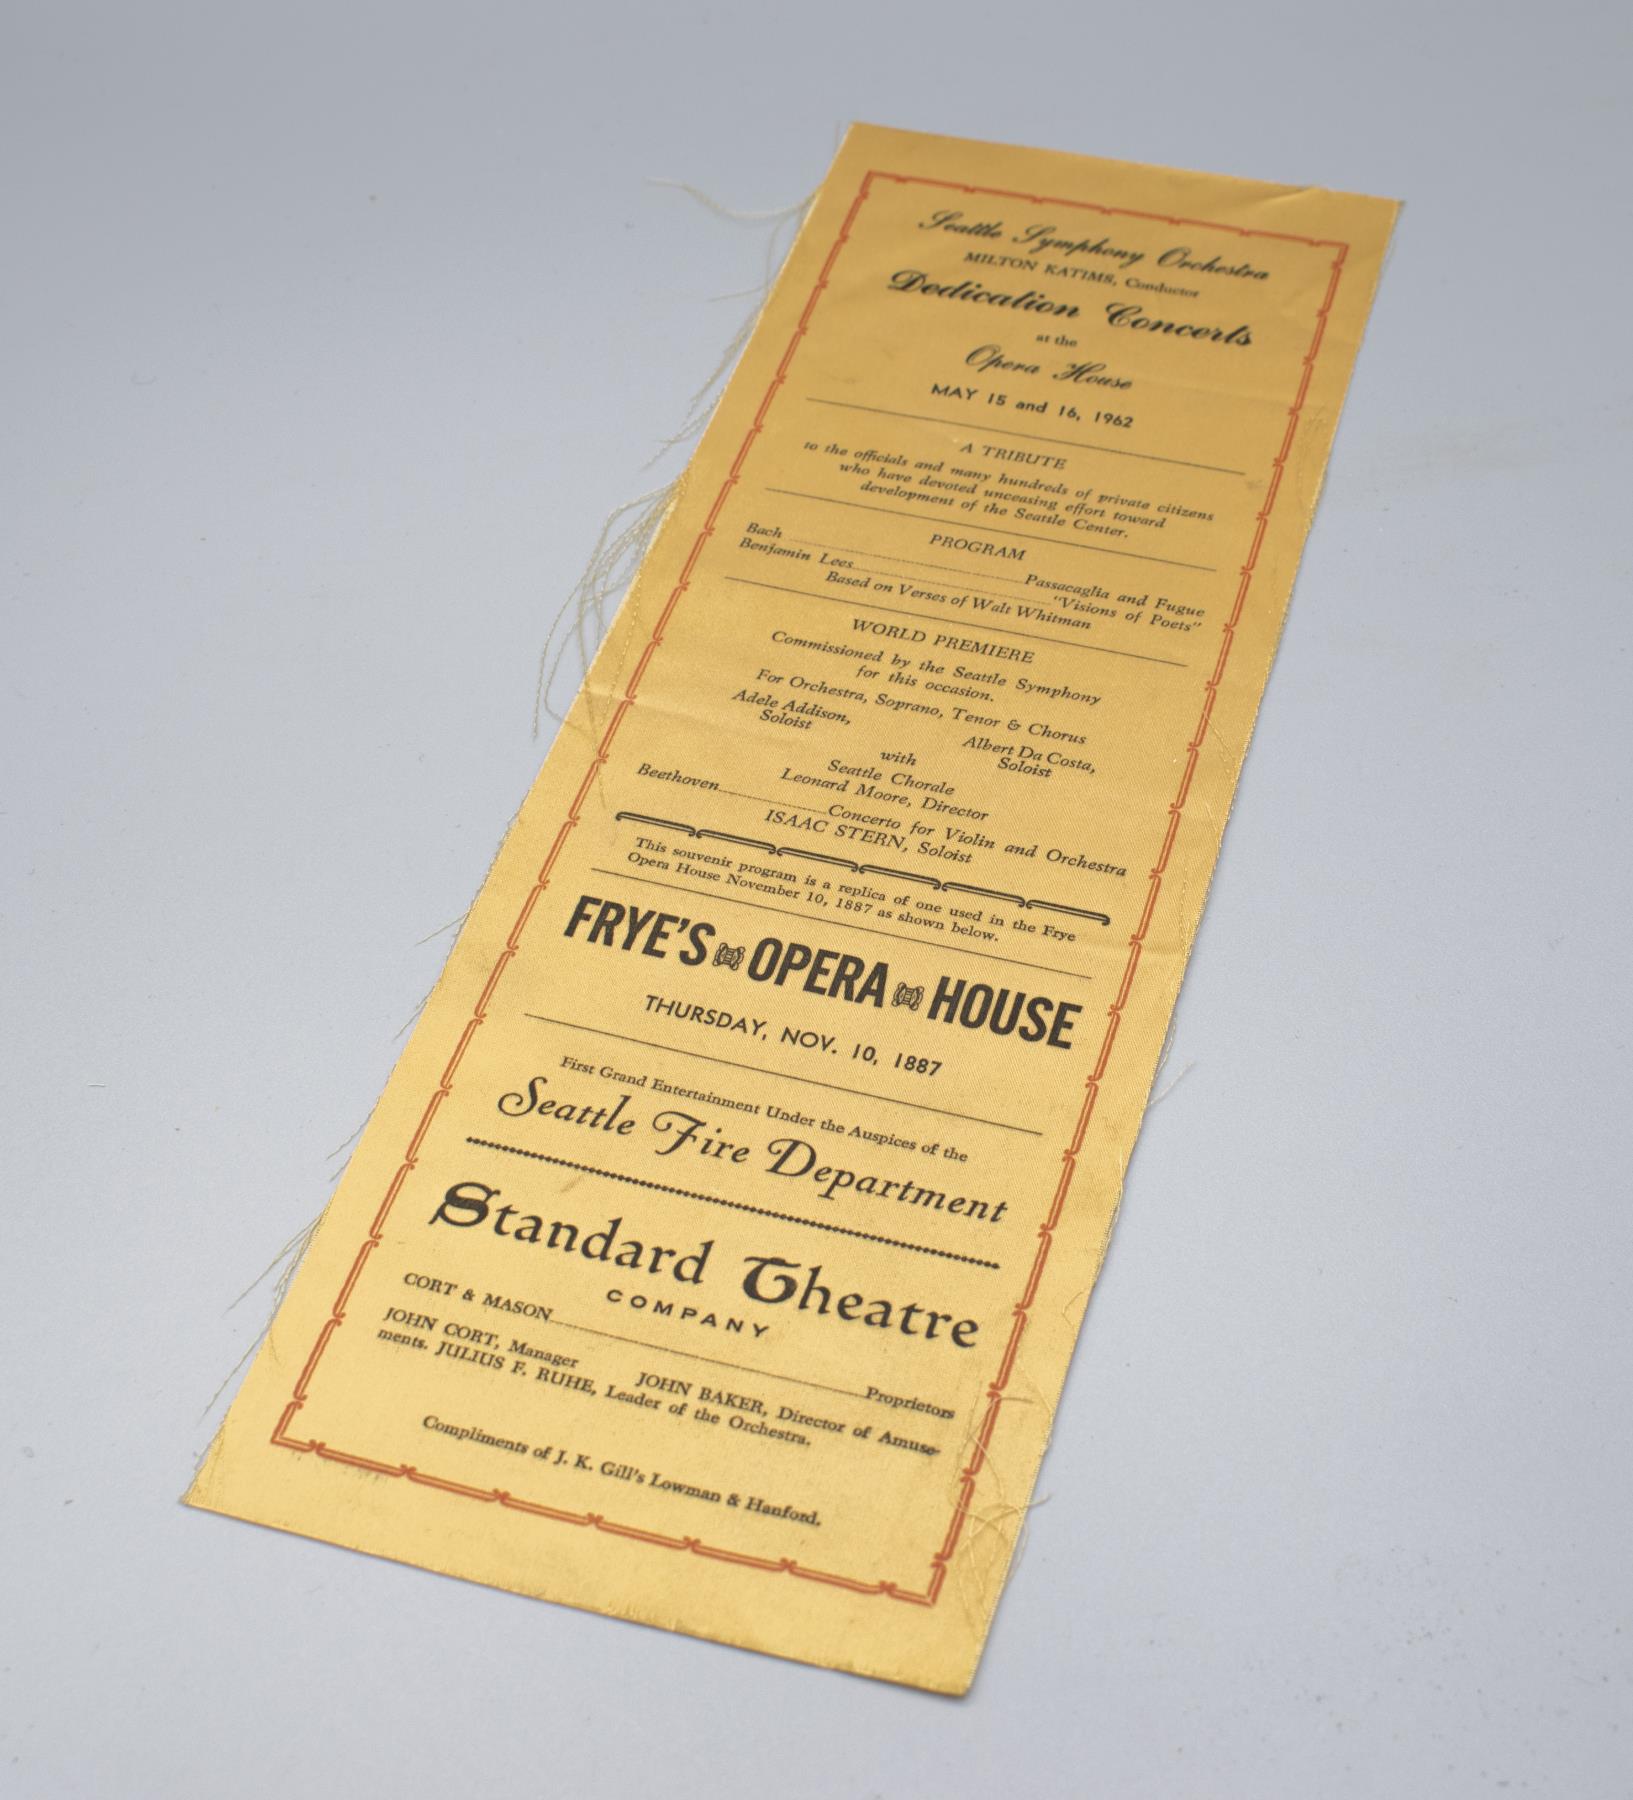 Seattle Symphony Orchestra
MILTON KATIMS, Conductor
Dedication Concerts
at the
Opera House
MAY 15 and 16, 1962
A TRIBUTE
to the officials and many hundreds of private citizens
who have devoted unceasing effort toward
development of the Seattle Center.
PROGRAM
Bach Passacaglia and Fugue
Benjamin Lees "Visions of Poets"
Based on Verses of Walt Whitman
WORLD PREMIERE
Commissioned by the Seattle Symphony
for this occasion.
For Orchestra, Soprano, Tenor & Chorus
Adele Addison, Albert Da Costa,
Soloist Soloist
with
Seattle Chorale
Leonard Moore, Director
Beethoven Concerto for Violin and Orchestra
ISAAC STERN, Soloist
This souvenir program is a replica of one used in the Frye
Opera House November 10, 1887 as shown below.
FRYE'S OPERA HOUSE
THURSDAY, NOV. 10, 1887
First Grand Entertainment Under the Auspices of the
Seattle Fire Department
Standard Theatre
COMPANY
CORT & MASON Proprietors
JOHN CORT, Manager JOHN BAKER, Director of Amuse-
ments. JULIUS F. RUHE, Leader of the Orchestra.
Compliments of J. K. Gill's Lowman & Hanford.